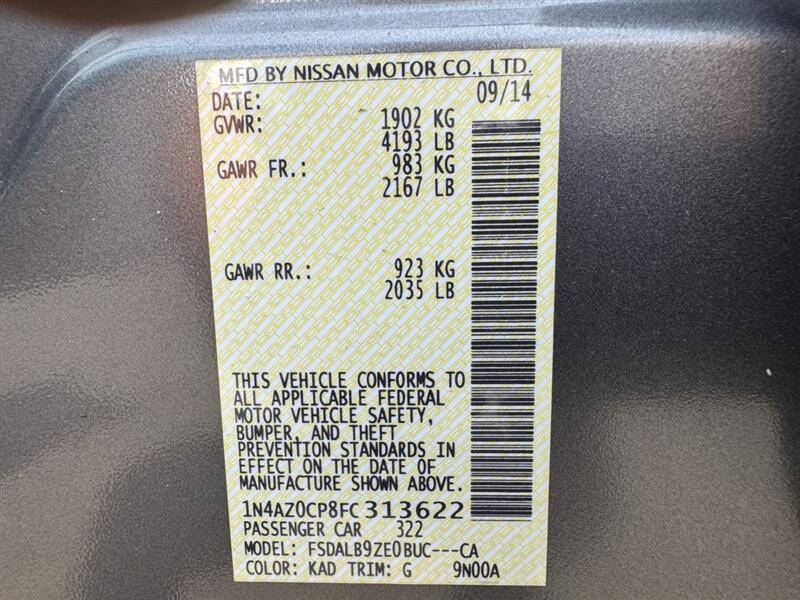 MFD BY NISSAN MOTOR CO., LTD.
DATE: 09/14
GVWR: 1902 KG
4193 LB
GAWR FR.: 983 KG
2167 LB
GAWR RR.: 923 KG
2035 LB
THIS VEHICLE CONFORMS TO
ALL APPLICABLE FEDERAL
MOTOR VEHICLE SAFETY,
BUMPER, AND THEFT
PREVENTION STANDARDS IN
EFFECT ON THE DATE OF
MANUFACTURE SHOWN ABOVE.
1N4AZ0CP8FC313622
PASSENGER CAR 322
MODEL: FSDALB9ZE0BUC---CA
COLOR: KAD TRIM: G 9N00A